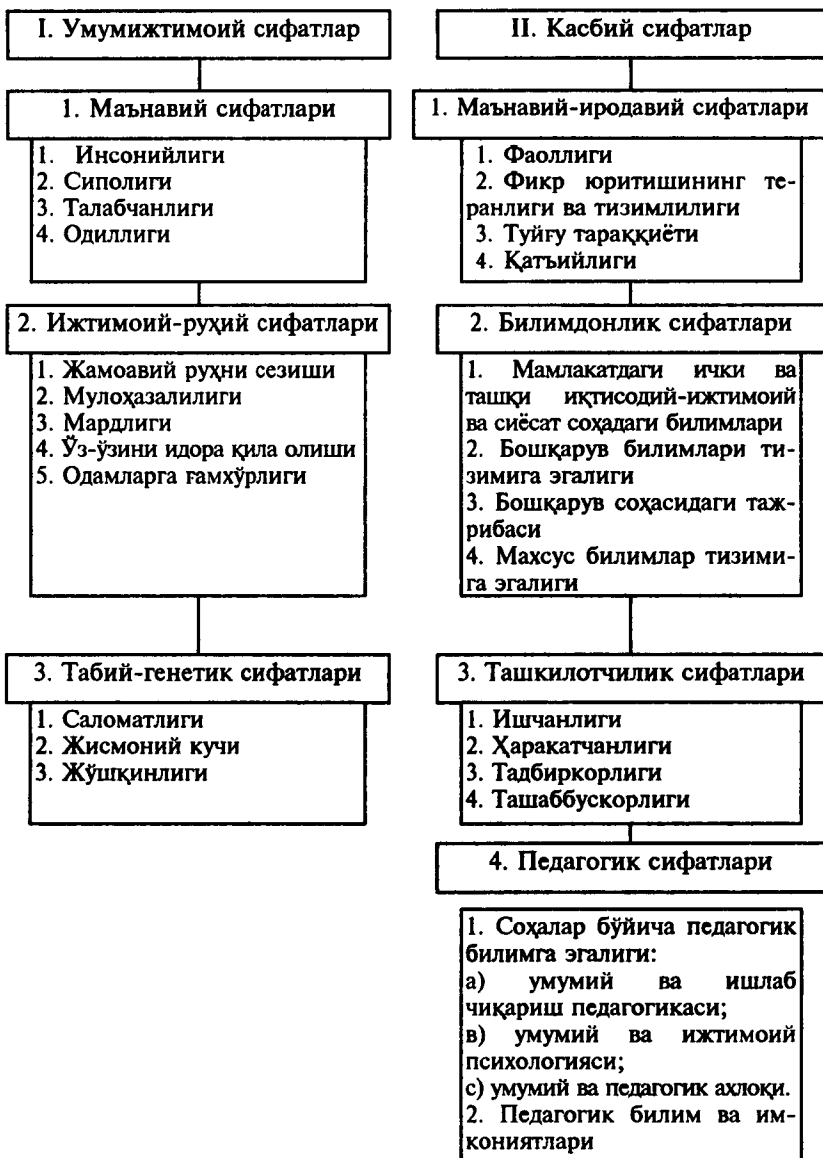 I. Умумижтимоий сифатлар
1. Маънавий сифатлари
1. Инсонийлиги
2. Сиполиги
3. Талабчанлиги
4. Одиллиги
2. Ижтимоий-руҳий сифатлари
1. Жамоавий руҳни сезиши
2. Мулоҳазалилиги
3. Мардлиги
4. Ўз-ўзини идора қила олиши
5. Одамларга ғамхўрлиги
3. Табий-генетик сифатлари
1. Саломатлиги
2. Жисмоний кучи
3. Жўшқинлиги
II. Касбий сифатлар
1. Маънавий-иродавий сифатлари
1. Фаоллиги
2. Фикр юритишининг те-
ранлиги ва тизимлилиги
3. Туйғу тараққиёти
4. Қатъийлиги
2. Билимдонлик сифатлари
1. Мамлакатдаги ички ва
ташқи иқтисодий-ижтимоий
ва сиёсат соҳадаги билимлари
2. Бошқарув билимлари ти-
зимига эгалиги
3. Бошқарув соҳасидаги таж-
рибаси
4. Махсус билимлар тизими-
га эгалиги
3. Ташкилотчилик сифатлари
1. Ишчанлиги
2. Ҳаракатчанлиги
3. Тадбиркорлиги
4. Ташаббускорлиги
4. Педагогик сифатлари
1. Соҳалар бўйича педагогик
билимга эгалиги:
а) умумий ва ишлаб
чиқариш педагогикаси;
в) умумий ва ижтимоий
психологияси;
с) умумий ва педагогик ахлоқи.
2. Педагогик билим ва им-
кониятлари